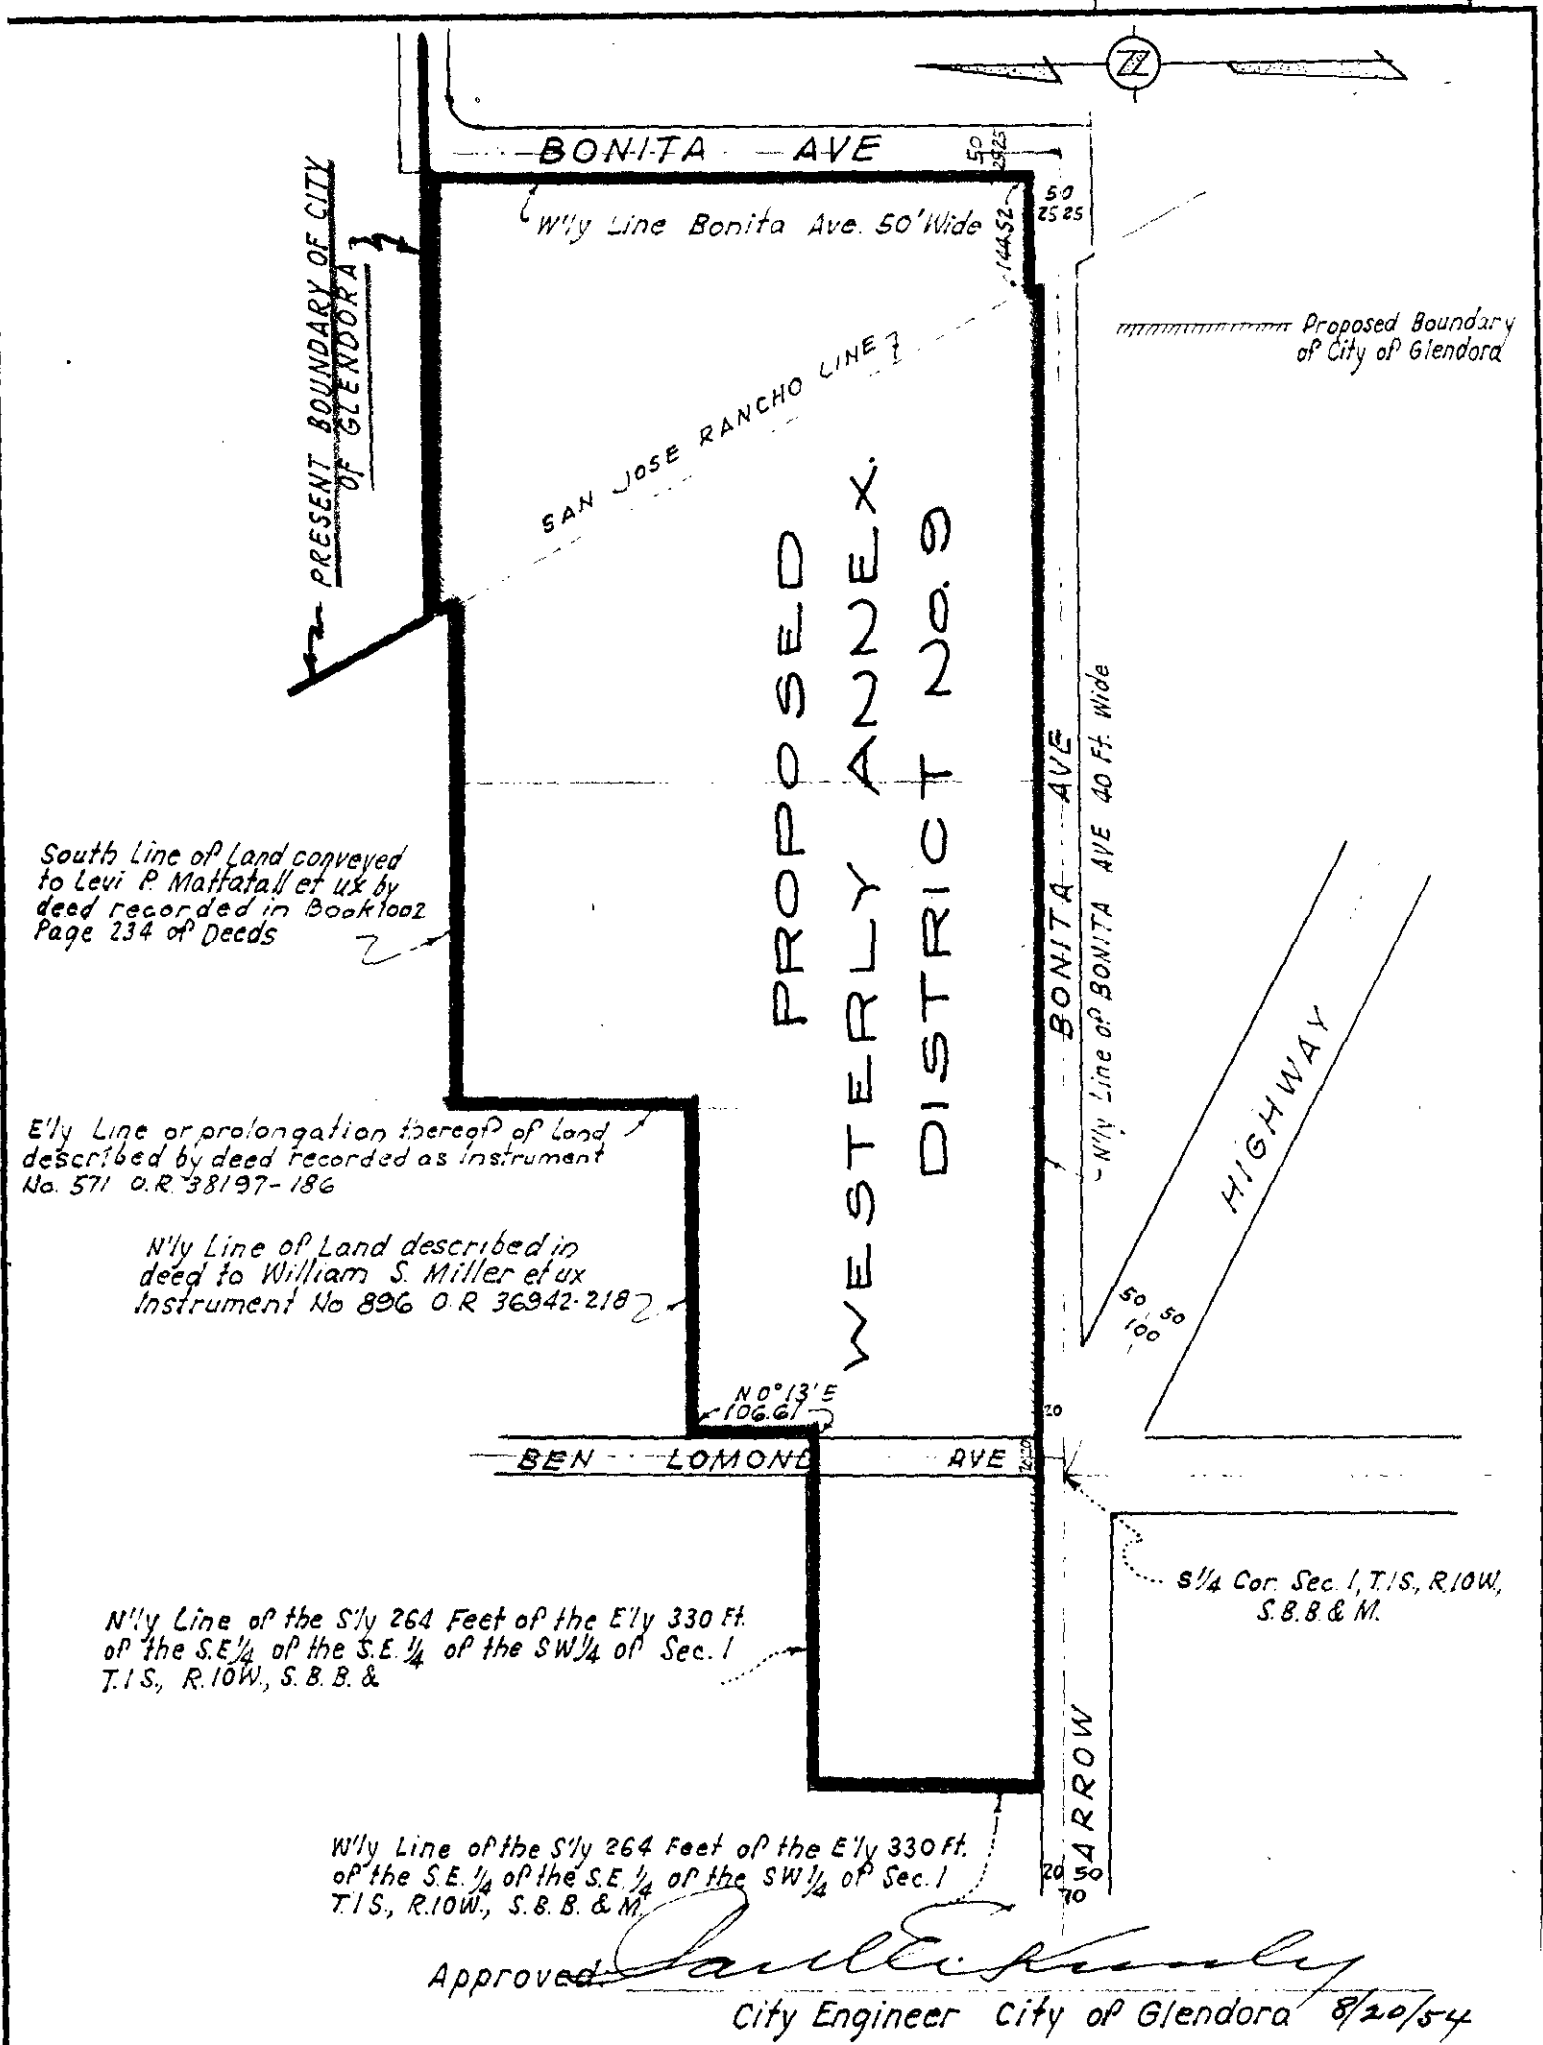 BONITA AVE
50
25 25
50
25 25
W'ly Line Bonita Ave. 50' Wide
144.52
PRESENT BOUNDARY OF CITY
OF GLENDORA
Proposed Boundary
of City of Glendora
SAN JOSE RANCHO LINE
PROPOSED
WESTERLY ANNEX.
DISTRICT NO. 9
BONITA AVE
N'ly Line of BONITA AVE 40 Ft. Wide
South Line of Land conveyed
to Levi P. Mattatall et ux by
deed recorded in Book 1002
Page 234 of Deeds
E'ly Line or prolongation thereof of Land
described by deed recorded as instrument
No. 571 O.R. 38197-186
HIGHWAY
N'ly Line of Land described in
deed to William S. Miller et ux
Instrument No 896 O.R 36942-218
50 50
100
N 0° 13' E
106.61
20
BEN LOMOND AVE
20 20
S 1/4 Cor. Sec. 1, T.1S., R.10W,
S.B.B. & M.
N'ly Line of the S'ly 264 Feet of the E'ly 330 Ft.
of the S.E. 1/4 of the S.E. 1/4 of the SW 1/4 of Sec. 1
T.1 S., R.10W., S.B.B. &
ARROW
W'ly Line of the S'ly 264 Feet of the E'ly 330 Ft.
of the S.E. 1/4 of the S.E. 1/4 of the SW 1/4 of Sec. 1
T.1S., R.10W., S.B.B. & M.
20 50
70
Approved:
City Engineer City of Glendora 8/20/54